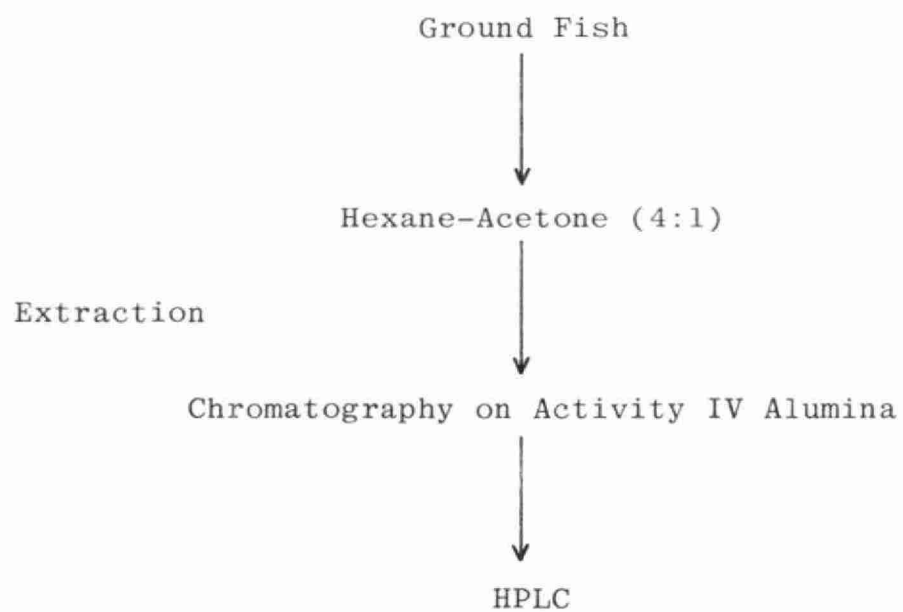 Ground Fish
Hexane-Acetone (4:1)
Extraction
Chromatography on Activity IV Alumina
HPLC